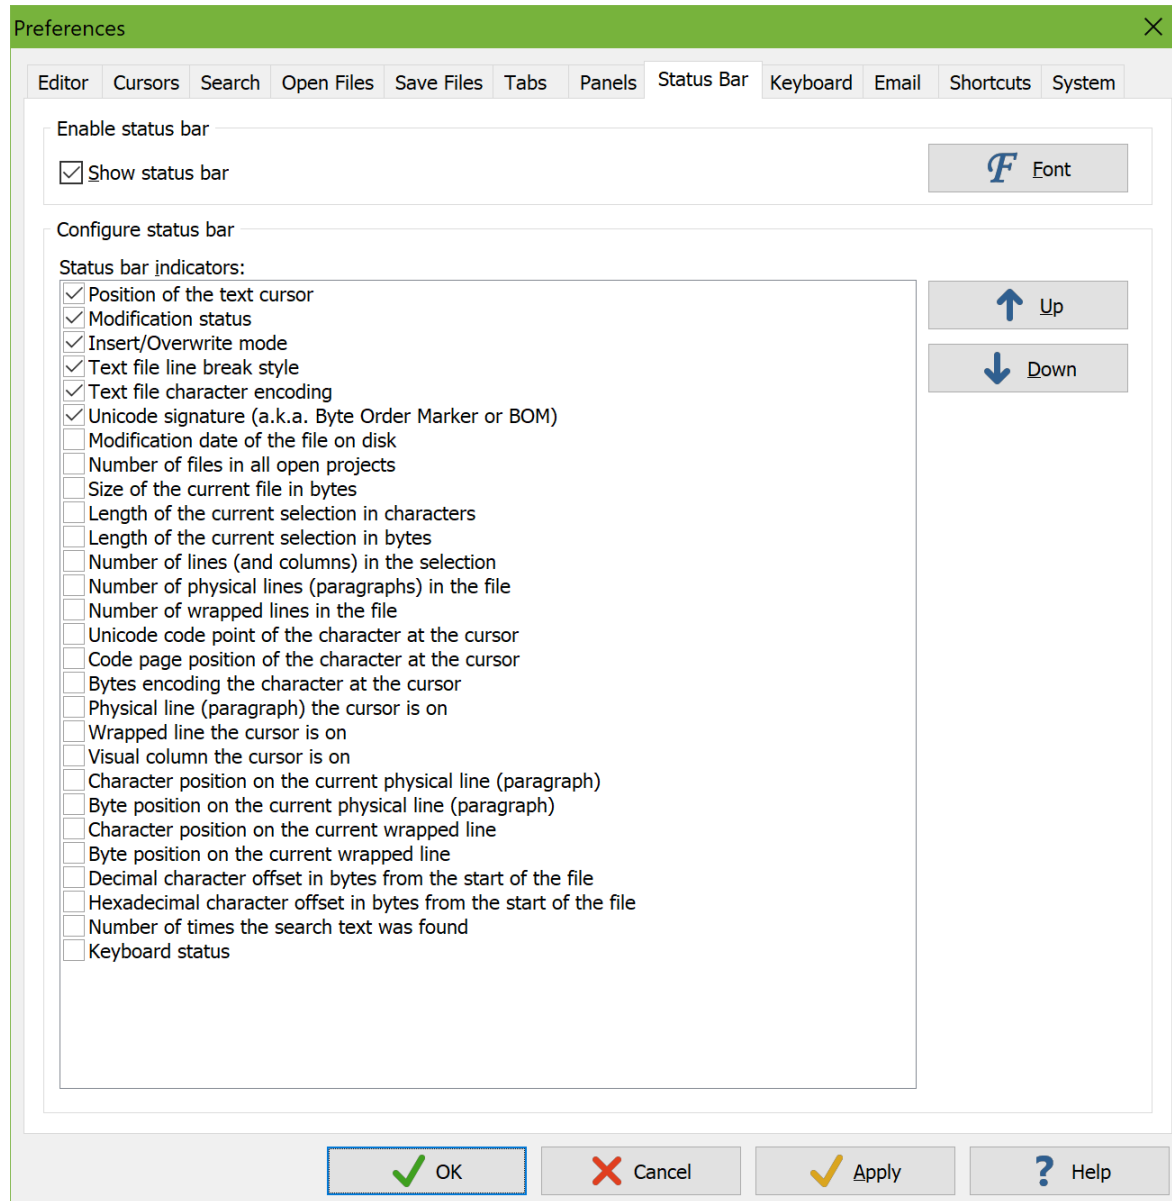 Preferences
Editor Cursors Search Open Files Save Files Tabs Panels Status Bar Keyboard Email Shortcuts System
Enable status bar
Show status bar
Font
Configure status bar
Status bar indicators:
Position of the text cursor
Modification status
Insert/Overwrite mode
Text file line break style
Text file character encoding
Unicode signature (a.k.a. Byte Order Marker or BOM)
Modification date of the file on disk
Number of files in all open projects
Size of the current file in bytes
Length of the current selection in characters
Length of the current selection in bytes
Number of lines (and columns) in the selection
Number of physical lines (paragraphs) in the file
Number of wrapped lines in the file
Unicode code point of the character at the cursor
Code page position of the character at the cursor
Bytes encoding the character at the cursor
Physical line (paragraph) the cursor is on
Wrapped line the cursor is on
Visual column the cursor is on
Character position on the current physical line (paragraph)
Byte position on the current physical line (paragraph)
Character position on the current wrapped line
Byte position on the current wrapped line
Decimal character offset in bytes from the start of the file
Hexadecimal character offset in bytes from the start of the file
Number of times the search text was found
Keyboard status
Up
Down
OK Cancel Apply ? Help